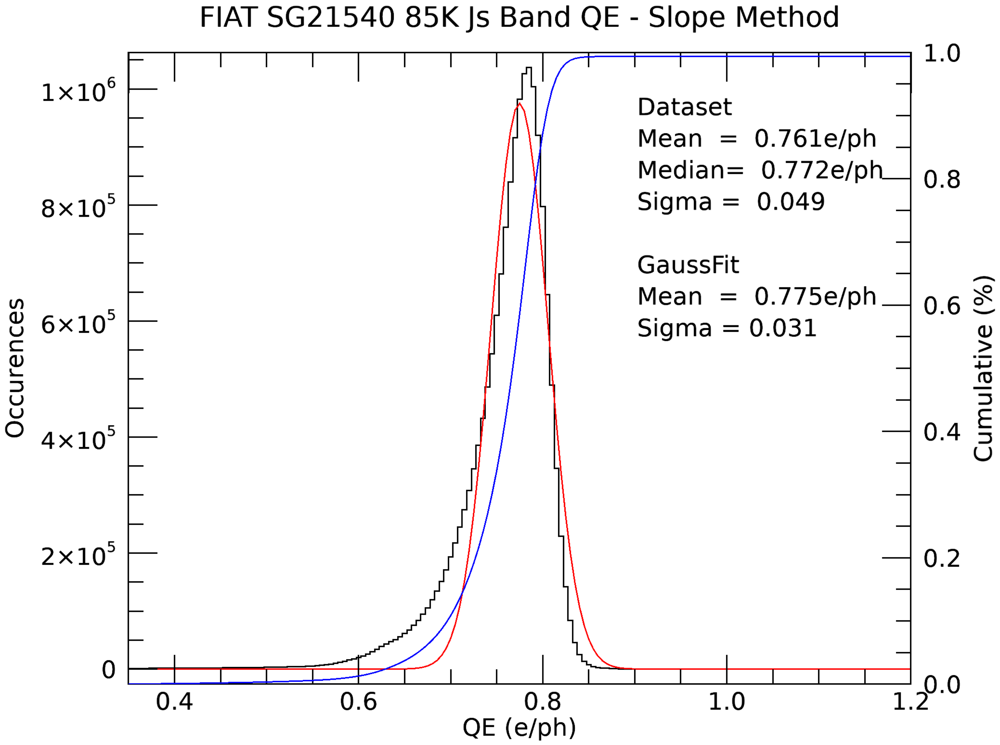 FIAT SG21540 85K Js Band QE - Slope Method
Occurences
1×10⁶
8×10⁵
6×10⁵
4×10⁵
2×10⁵
0
Dataset
Mean = 0.761e/ph
Median= 0.772e/ph
Sigma = 0.049
GaussFit
Mean = 0.775e/ph
Sigma = 0.031
1.0
0.8
0.6
0.4
0.2
0.0
Cumulative (%)
0.4 0.6 0.8 1.0 1.2
QE (e/ph)